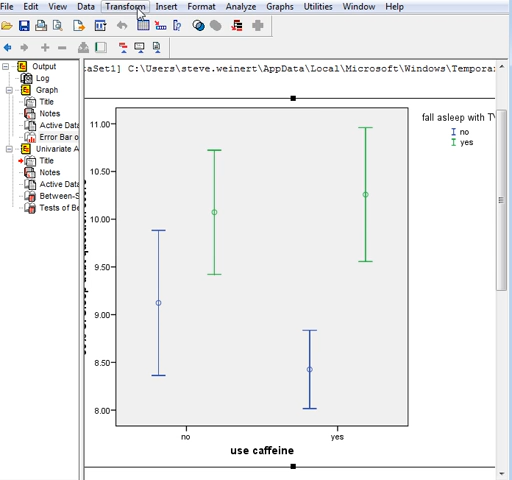 File Edit View Data Transform Insert Format Analyze Graphs Utilities Window Help
Output
Log
Graph
Title
Notes
Active Data
Error Bar o
Univariate A
Title
Notes
Active Data
Between-S
Tests of Be
taSet1] C:\Users\steve.weinert\AppData\Local\Microsoft\Windows\Tempora
fall asleep with TV
no
yes
11.00
10.50
10.00
9.50
9.00
8.50
8.00
no yes
use caffeine